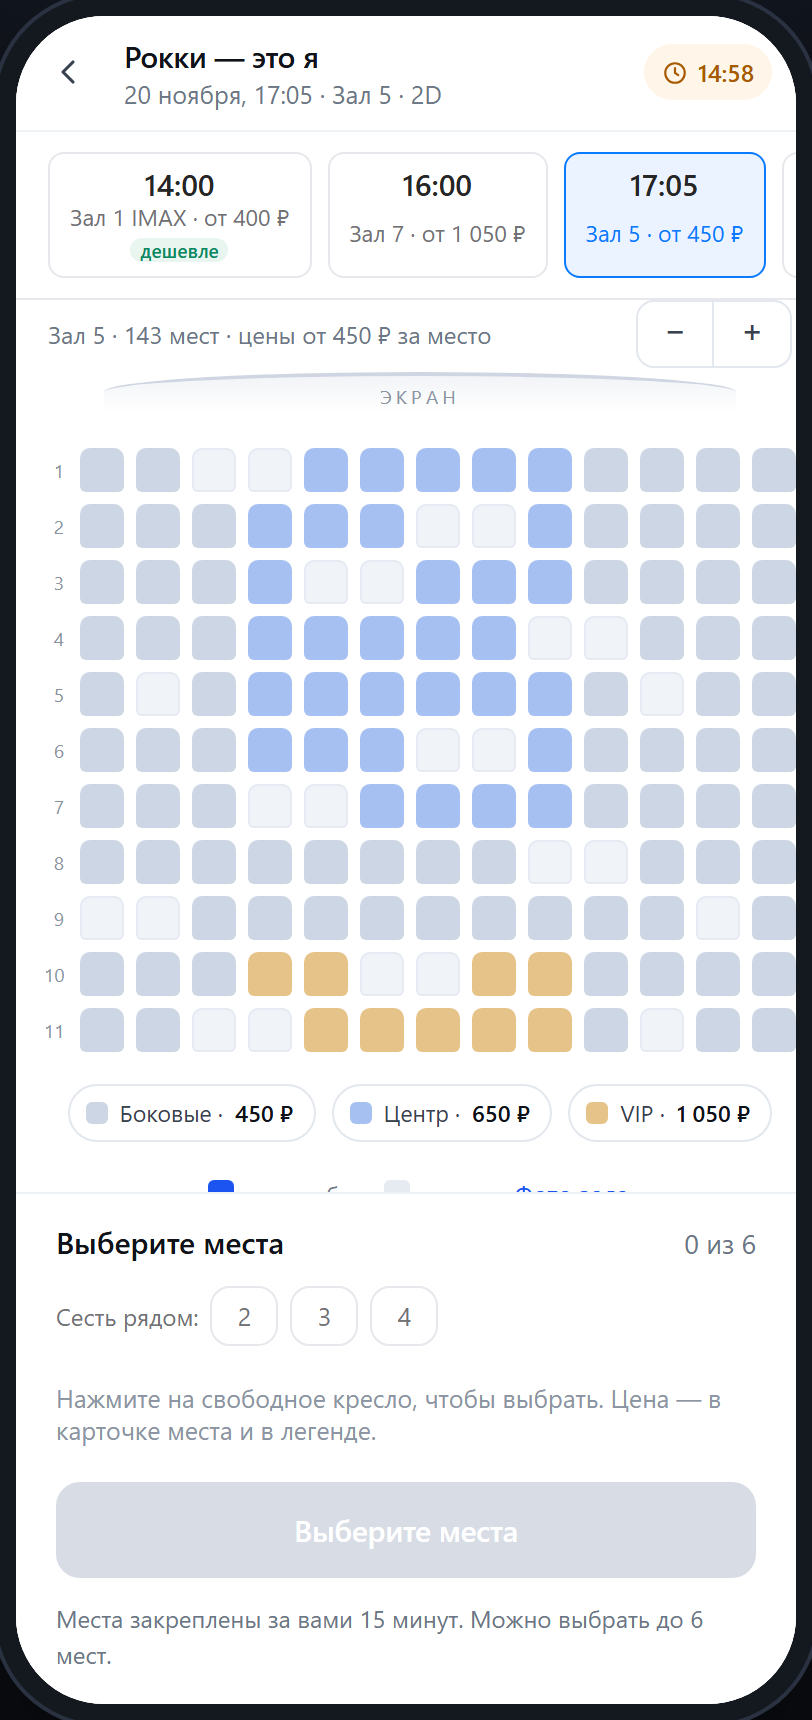 Рокки — это я
20 ноября, 17:05 · Зал 5 · 2D
14:58
14:00
Зал 1 IMAX · от 400 ₽
дешевле
16:00
Зал 7 · от 1 050 ₽
17:05
Зал 5 · от 450 ₽
Зал 5 · 143 мест · цены от 450 ₽ за место
− +
ЭКРАН
1
2
3
4
5
6
7
8
9
10
11
Боковые · 450 ₽
Центр · 650 ₽
VIP · 1 050 ₽
Выберите места
0 из 6
Сесть рядом: 2 3 4
Нажмите на свободное кресло, чтобы выбрать. Цена — в
карточке места и в легенде.
Выберите места
Места закреплены за вами 15 минут. Можно выбрать до 6
мест.